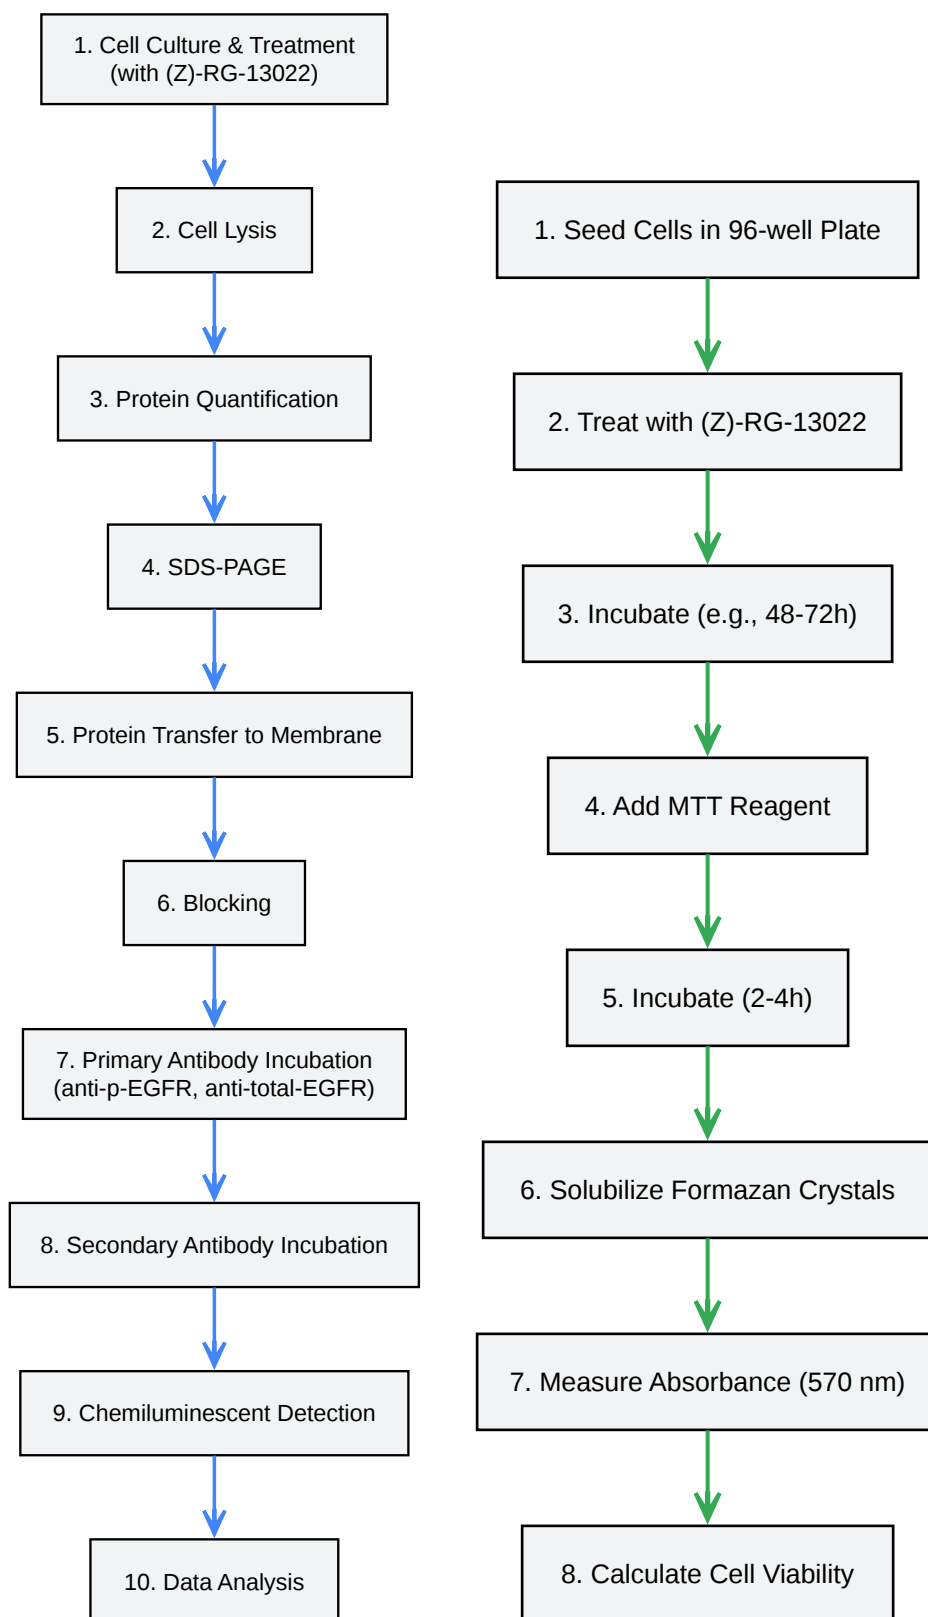 1. Cell Culture & Treatment
(with (Z)-RG-13022)
2. Cell Lysis
3. Protein Quantification
4. SDS-PAGE
5. Protein Transfer to Membrane
6. Blocking
7. Primary Antibody Incubation
(anti-p-EGFR, anti-total-EGFR)
8. Secondary Antibody Incubation
9. Chemiluminescent Detection
10. Data Analysis
1. Seed Cells in 96-well Plate
2. Treat with (Z)-RG-13022
3. Incubate (e.g., 48-72h)
4. Add MTT Reagent
5. Incubate (2-4h)
6. Solubilize Formazan Crystals
7. Measure Absorbance (570 nm)
8. Calculate Cell Viability